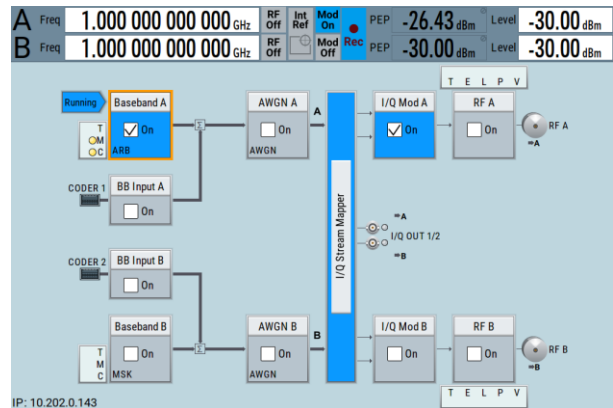 A Freq 1.000 000 000 000 GHz RF Off Int Ref Mod On PEP -26.43 dBm Level -30.00 dBm
B Freq 1.000 000 000 000 GHz RF Off Mod Off Rec PEP -30.00 dBm Level -30.00 dBm
T E L P V
Running Baseband A AWGN A I/Q Mod A RF A
A
T On On On On RF A
M
C ARB AWGN ∞A
CODER 1 BB Input A
On
∞A
I/Q Stream Mapper
I/Q OUT 1/2
∞B
CODER 2 BB Input B
On
Baseband B AWGN B I/Q Mod B RF B
B
T On On On On RF B
M
C MSK AWGN ∞B
T E L P V
IP: 10.202.0.143